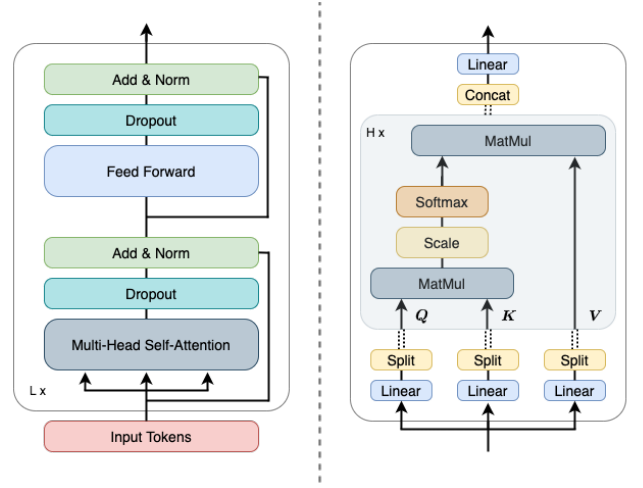 Add & Norm
Dropout
Feed Forward
Add & Norm
Dropout
Multi-Head Self-Attention
L x
Input Tokens
Linear
Concat
H x
MatMul
Softmax
Scale
MatMul
Q K V
Split Split Split
Linear Linear Linear